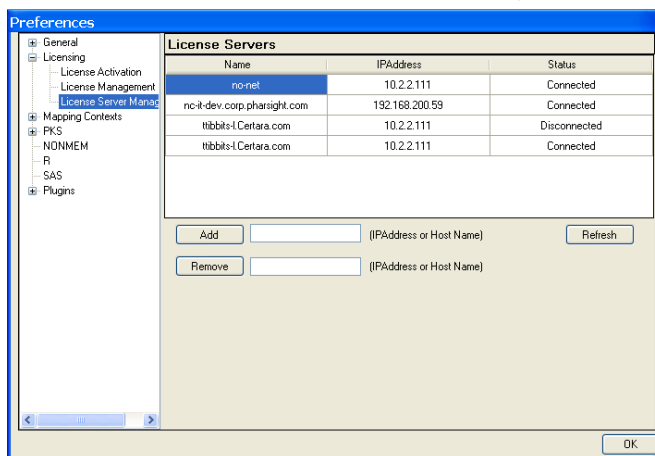 Preferences
General
Licensing
License Activation
License Management
License Server Manag
Mapping Contexts
PKS
NONMEM
R
SAS
Plugins
License Servers
Name IPAddress Status
no-net 10.2.2.111 Connected
nc-it-dev.corp.pharsight.com 192.168.200.59 Connected
ttibbits-l.Certara.com 10.2.2.111 Disconnected
ttibbits-l.Certara.com 10.2.2.111 Connected
Add (IPAddress or Host Name) Refresh
Remove (IPAddress or Host Name)
OK